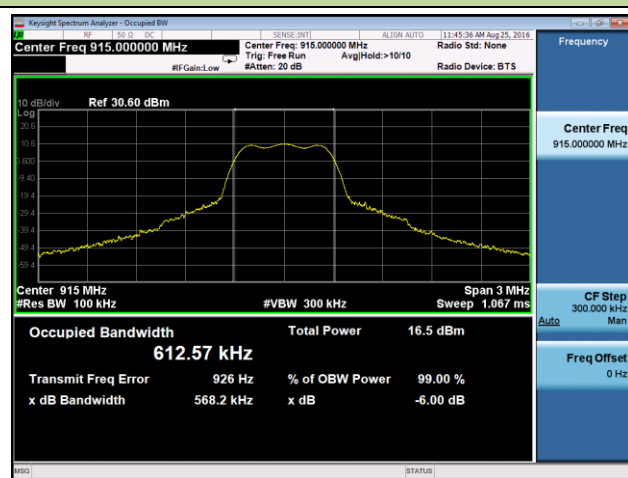 Keysight Spectrum Analyzer - Occupied BW
LXI RF 50 Ω DC SENSE:INT ALIGN AUTO 11:45:36 AM Aug 25, 2016
Center Freq 915.000000 MHz
Center Freq: 915.000000 MHz
Radio Std: None
Trig: Free Run Avg|Hold:>10/10
#IFGain:Low #Atten: 20 dB Radio Device: BTS
Frequency
10 dB/div Ref 30.60 dBm
Log
20.6
10.6
0.600
-9.40
-19.4
-29.4
-39.4
-49.4
-59.4
Center 915 MHz Span 3 MHz
#Res BW 100 kHz #VBW 300 kHz Sweep 1.067 ms
Occupied Bandwidth Total Power 16.5 dBm
612.57 kHz
Transmit Freq Error 926 Hz % of OBW Power 99.00 %
x dB Bandwidth 568.2 kHz x dB -6.00 dB
Center Freq
915.000000 MHz
CF Step
300.000 kHz
Auto Man
Freq Offset
0 Hz
MSG STATUS